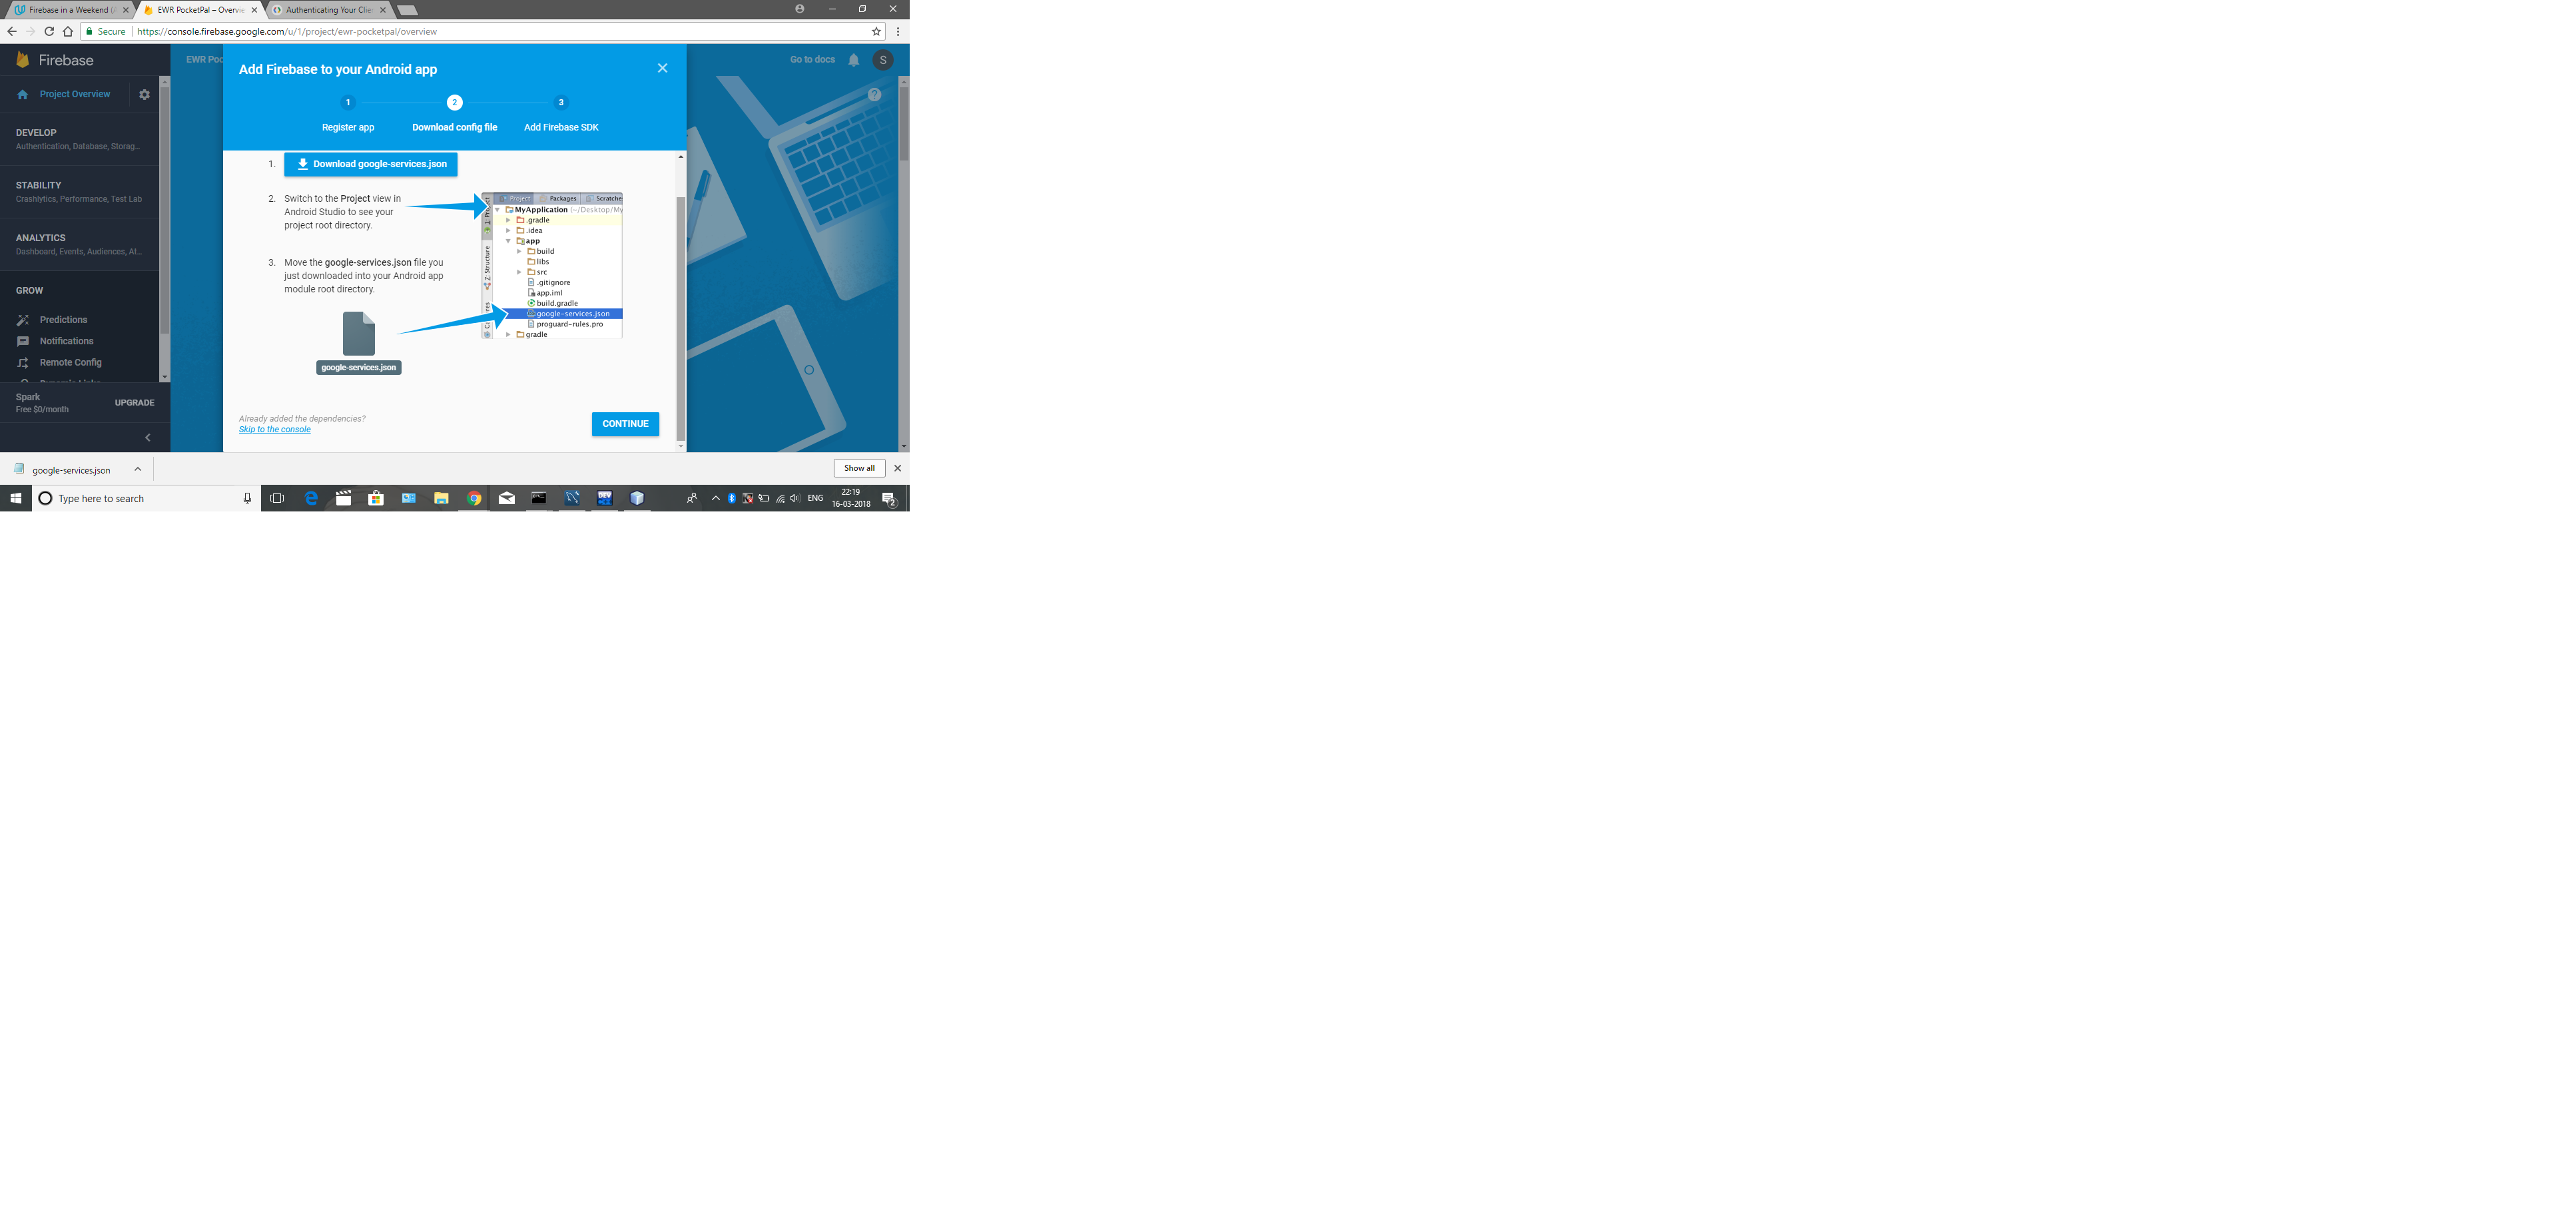 Firebase in a Weekend (A
EWR PocketPal – Overvie
Authenticating Your Clie
Secure
https://console.firebase.google.com/u/1/project/ewr-pocketpal/overview
Firebase
EWR Poc
Go to docs
S
Project Overview
DEVELOP
Authentication, Database, Storag...
STABILITY
Crashlytics, Performance, Test Lab
ANALYTICS
Dashboard, Events, Audiences, At...
GROW
Predictions
Notifications
Remote Config
Dynamic Links
Spark
Free $0/month
UPGRADE
Add Firebase to your Android app
1
2
3
Register app
Download config file
Add Firebase SDK
1.
Download google-services.json
2. Switch to the Project view in
Android Studio to see your
project root directory.
3. Move the google-services.json file you
just downloaded into your Android app
module root directory.
google-services.json
Project
Packages
Scratche
MyApplication (~/Desktop/My
.gradle
.idea
app
build
libs
src
.gitignore
app.iml
build.gradle
google-services.json
proguard-rules.pro
gradle
Z: Structure
Already added the dependencies?
Skip to the console
CONTINUE
google-services.json
Show all
Type here to search
DEV
ENG
22:19
16-03-2018
2